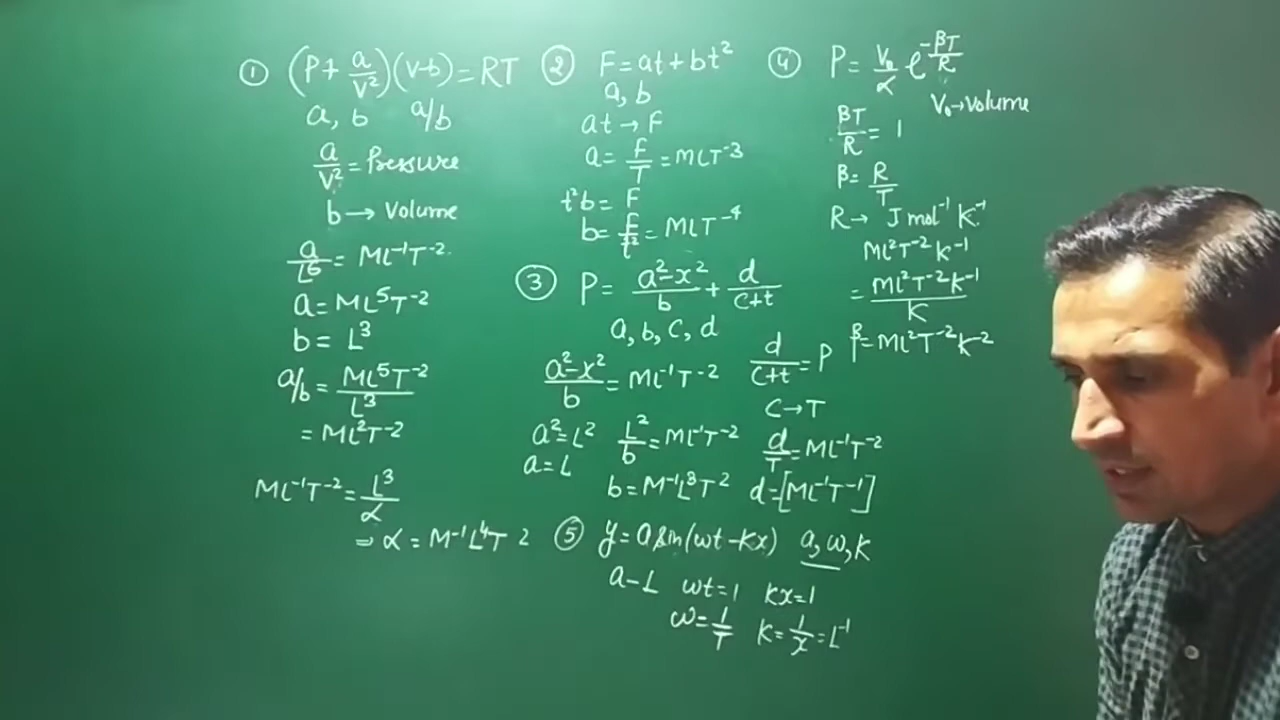 ① (P + a/V²)(V-b) = RT
a, b a/b
a/V² = Pressure
b → Volume
a/L⁶ = ML⁻¹T⁻²
a = ML⁵T⁻²
b = L³
a/b = ML⁵T⁻²/L³
= ML²T⁻²
ML⁻¹T⁻² = L³/α
⇒ α = M⁻¹L⁴T²
② F = at + bt²
a, b
at → F
a = F/T = MLT⁻³
t²b = F
b = F/t² = MLT⁻⁴
③ P = a²-x²/b + d/c+t
a, b, c, d
a²-x²/b = ML⁻¹T⁻²
a² = L² L²/b = ML⁻¹T⁻²
a = L
b = M⁻¹L³T²
d/c+t = P
C → T
d/T = ML⁻¹T⁻²
d = [ML⁻¹T⁻¹]
④ P = V₀/α e^-βT/R
V₀ → Volume
βT/R = 1
β = R/T
R → J mol⁻¹ K⁻¹
ML²T⁻²K⁻¹
= ML²T⁻²K⁻¹/K
β = ML²T⁻²K⁻²
⑤ y = a sin(ωt - kx) a, ω, k
a - L ωt = 1 kx = 1
ω = 1/T k = 1/x = L⁻¹